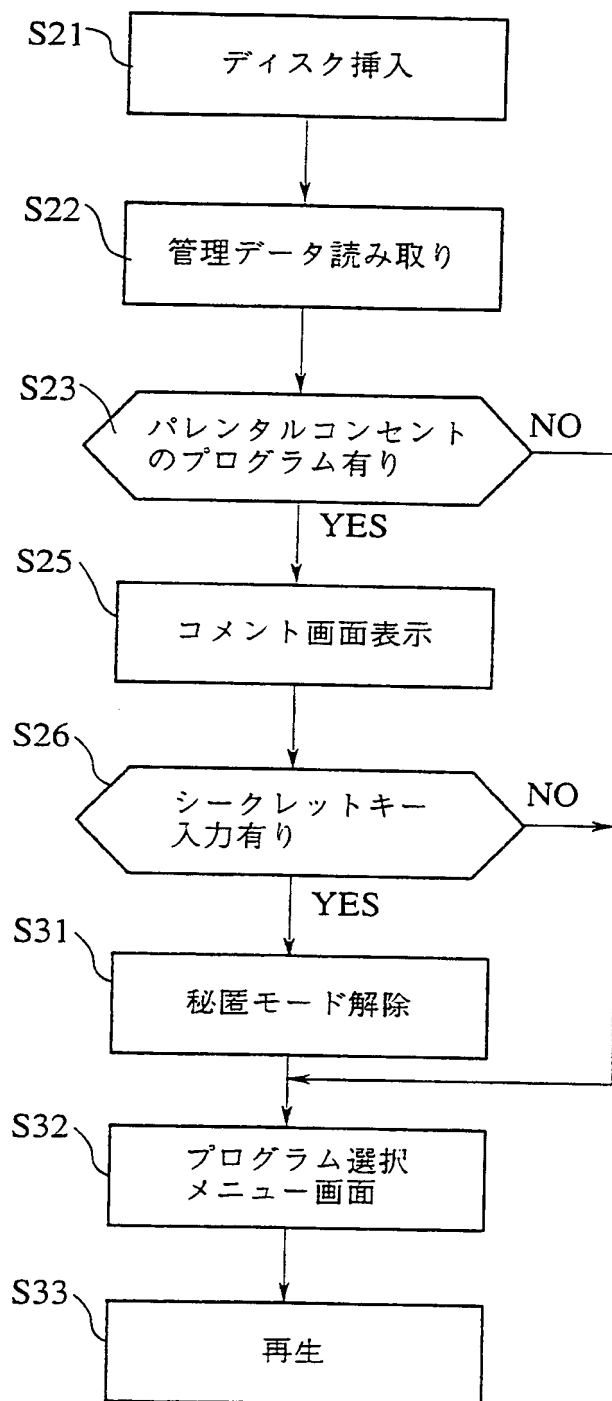 S21
ディスク挿入
S22
管理データ読み取り
S23
パレンタルコンセント
のプログラム有り
NO
YES
S25
コメント画面表示
S26
シークレットキー
入力有り
NO
YES
S31
秘匿モード解除
S32
プログラム選択
メニュー画面
S33
再生